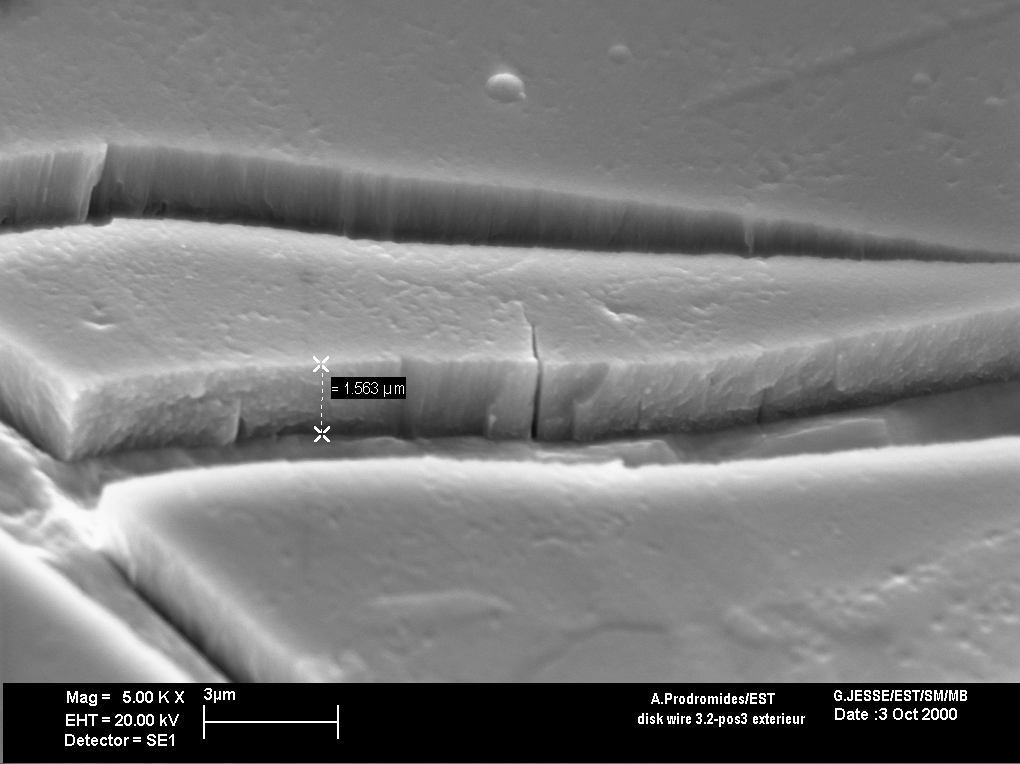 = 1.563 µm
Mag = 5.00 K X
3µm
EHT = 20.00 kV
Detector = SE1
A.Prodromides/EST
disk wire 3.2-pos3 exterieur
G.JESSE/EST/SM/MB
Date :3 Oct 2000